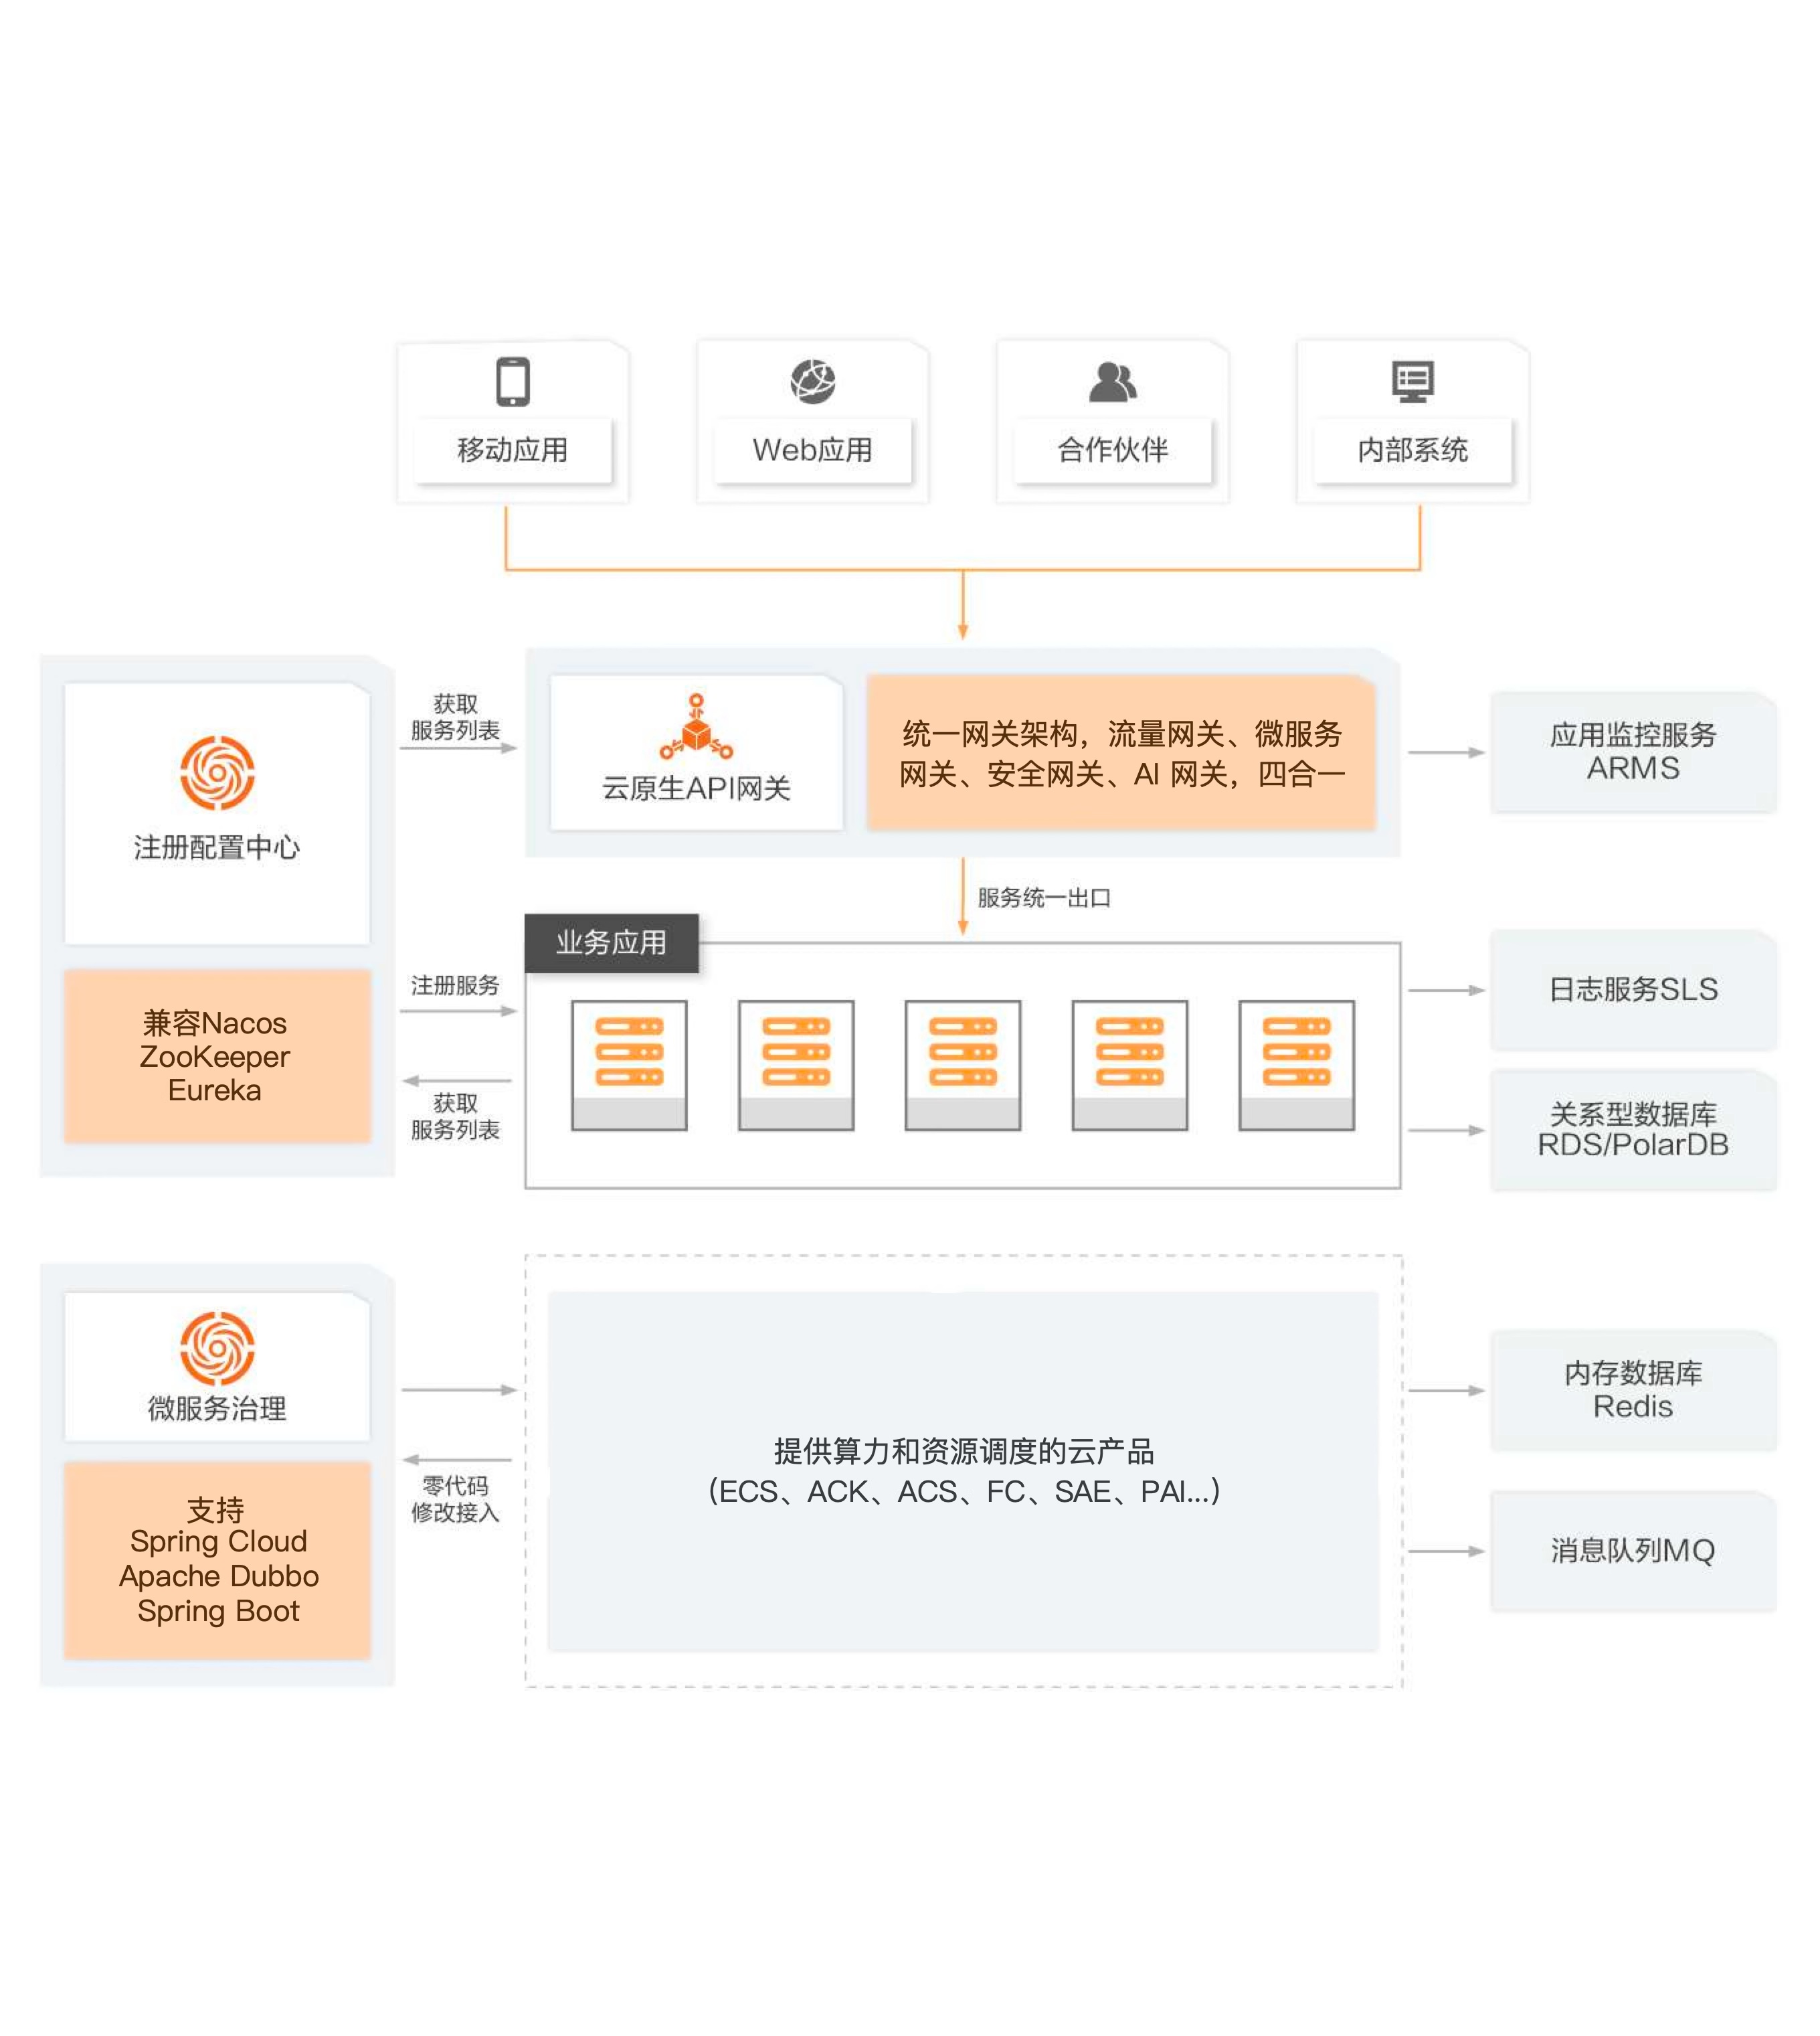 移动应用
Web应用
合作伙伴
内部系统
注册配置中心
兼容Nacos
ZooKeeper
Eureka
获取
服务列表
云原生API网关
统一网关架构，流量网关、微服务
网关、安全网关、AI 网关，四合一
应用监控服务
ARMS
服务统一出口
业务应用
注册服务
获取
服务列表
日志服务SLS
关系型数据库
RDS/PolarDB
微服务治理
支持
Spring Cloud
Apache Dubbo
Spring Boot
零代码
修改接入
提供算力和资源调度的云产品
（ECS、ACK、ACS、FC、SAE、PAI...）
内存数据库
Redis
消息队列MQ